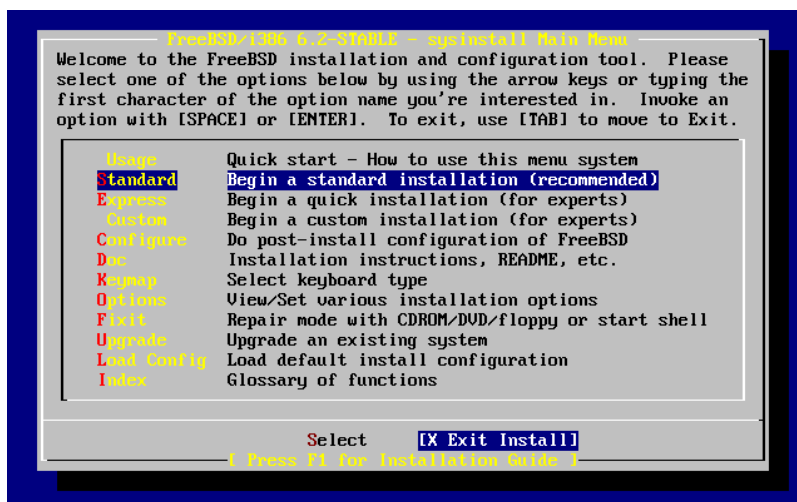 FreeBSD/i386 6.2-STABLE - sysinstall Main Menu
Welcome to the FreeBSD installation and configuration tool.  Please
select one of the options below by using the arrow keys or typing the
first character of the option name you're interested in.  Invoke an
option with [SPACE] or [ENTER].  To exit, use [TAB] to move to Exit.
Usage Quick start - How to use this menu system
Standard Begin a standard installation (recommended)
Express Begin a quick installation (for experts)
Custom Begin a custom installation (for experts)
Configure Do post-install configuration of FreeBSD
Doc Installation instructions, README, etc.
Keymap Select keyboard type
Options View/Set various installation options
Fixit Repair mode with CDROM/DVD/floppy or start shell
Upgrade Upgrade an existing system
Load Config Load default install configuration
Index Glossary of functions
Select [X Exit Install]
[ Press F1 for Installation Guide ]